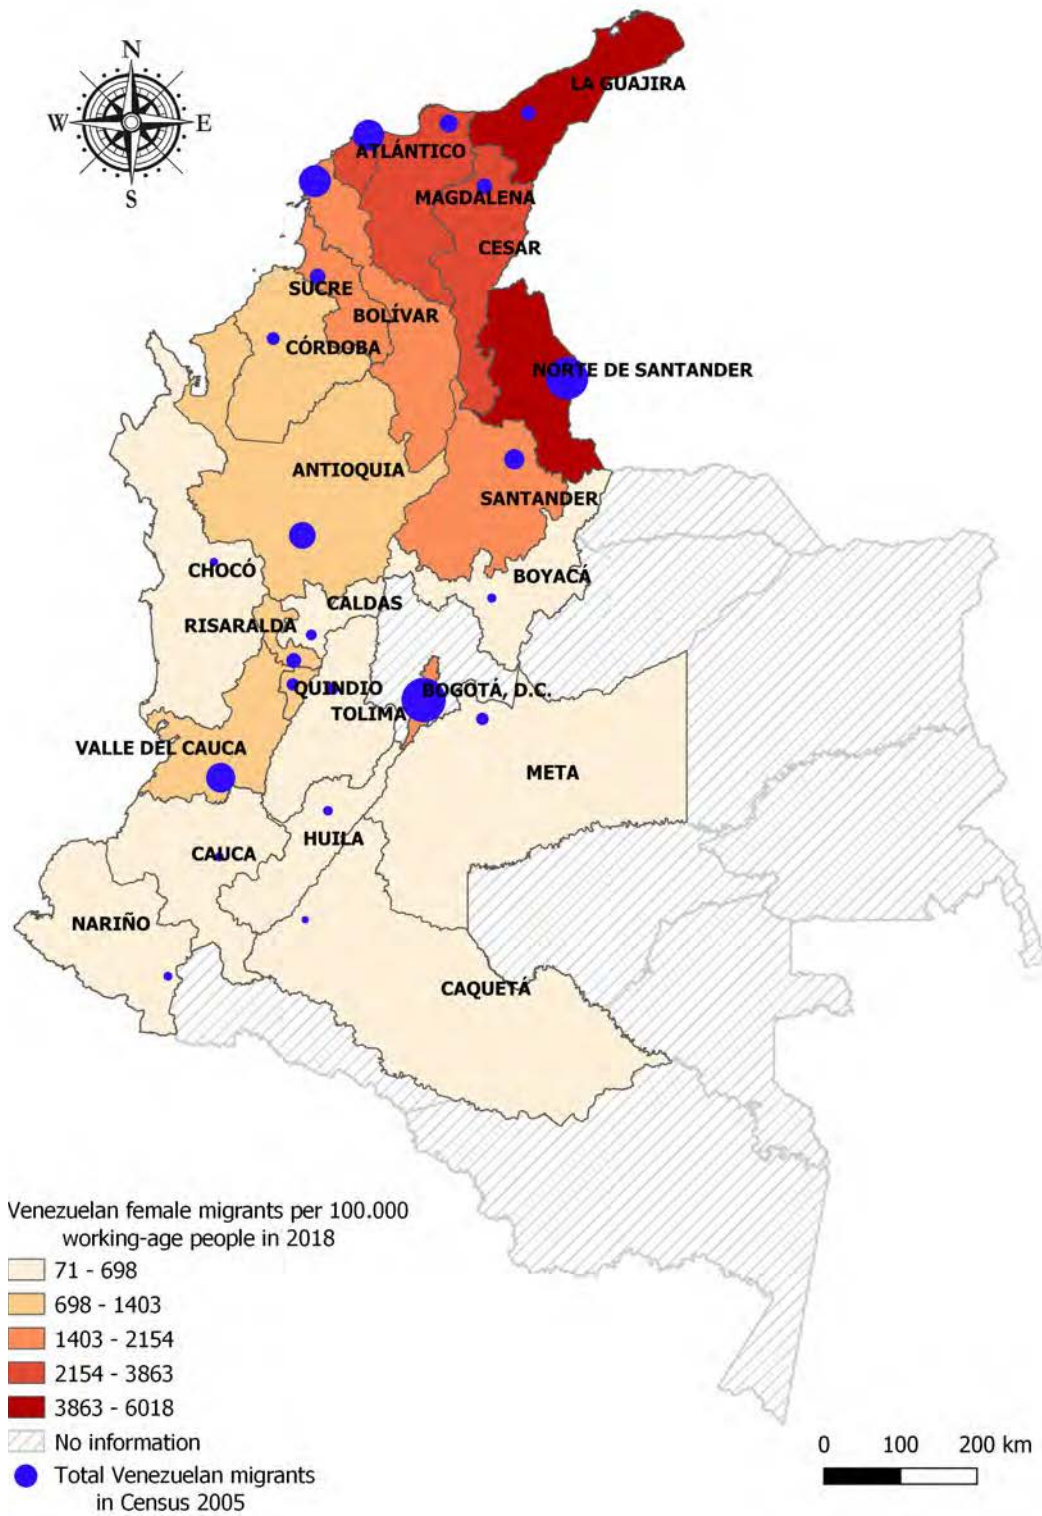 N
W
E
S
LA GUAJIRA
ATLÁNTICO
MAGDALENA
CESAR
SUCRE
BOLÍVAR
CÓRDOBA
NORTE DE SANTANDER
ANTIOQUIA
SANTANDER
CHOCÓ
BOYACÁ
CALDAS
RISARALDA
QUINDIO
BOGOTÁ, D.C.
TOLIMA
VALLE DEL CAUCA
META
HUILA
CAUCA
NARIÑO
CAQUETÁ
Venezuelan female migrants per 100.000
working-age people in 2018
71 - 698
698 - 1403
1403 - 2154
2154 - 3863
3863 - 6018
No information
Total Venezuelan migrants
in Census 2005
0 100 200 km